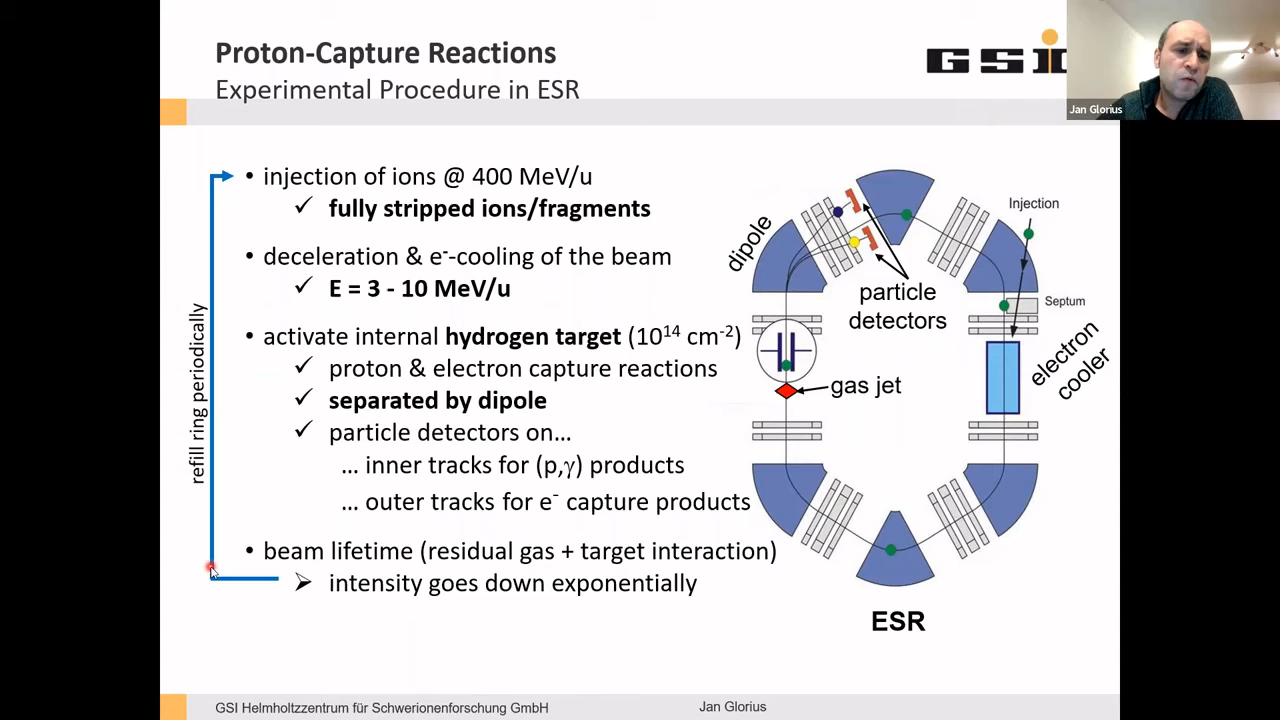 Proton-Capture Reactions
Experimental Procedure in ESR
GSI
Jan Glorius
refill ring periodically
• injection of ions @ 400 MeV/u
✓ fully stripped ions/fragments
• deceleration & e⁻-cooling of the beam
✓ E = 3 - 10 MeV/u
• activate internal hydrogen target (10¹⁴ cm⁻²)
✓ proton & electron capture reactions
✓ separated by dipole
✓ particle detectors on…
… inner tracks for (p,γ) products
… outer tracks for e⁻ capture products
• beam lifetime (residual gas + target interaction)
➢ intensity goes down exponentially
dipole
Injection
particle
detectors
Septum
electron
cooler
gas jet
ESR
GSI Helmholtzzentrum für Schwerionenforschung GmbH
Jan Glorius